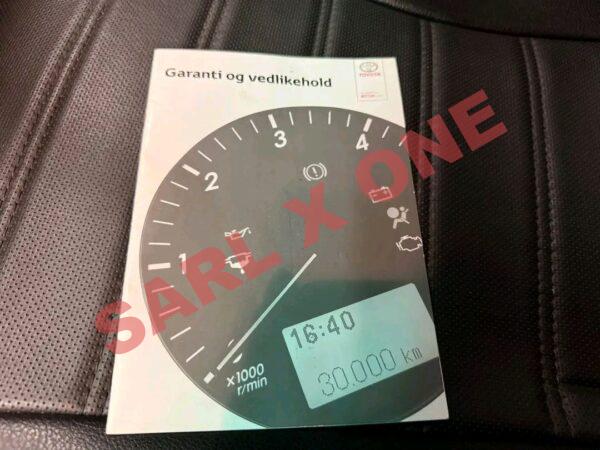 Garanti og vedlikehold
TOYOTA
3
4
2
1
SARL X ONE
16:40
30.000 km
x1000
r/min